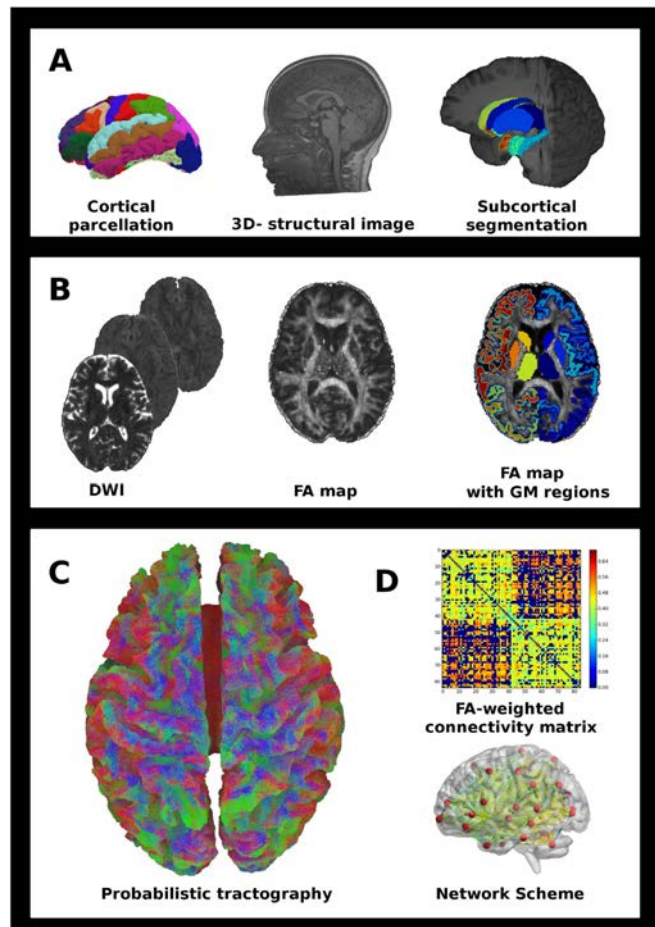 A
Cortical
parcellation
3D- structural image
Subcortical
segmentation
B
DWI
FA map
FA map
with GM regions
C
Probabilistic tractography
D
FA-weighted
connectivity matrix
Network Scheme